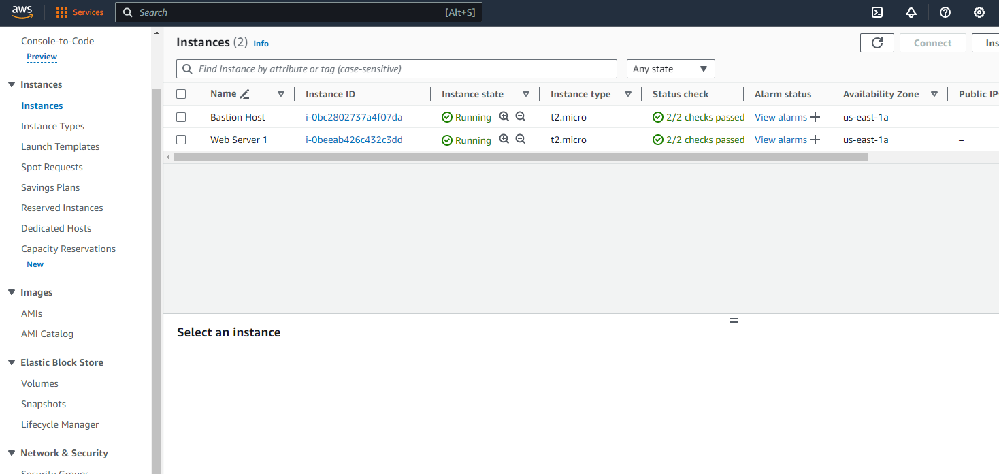 aws
Services
Search
[Alt+S]
Console-to-Code
Preview
Instances
Instances
Instance Types
Launch Templates
Spot Requests
Savings Plans
Reserved Instances
Dedicated Hosts
Capacity Reservations
New
Images
AMIs
AMI Catalog
Elastic Block Store
Volumes
Snapshots
Lifecycle Manager
Network & Security
Security Groups
Instances (2) Info
Connect
Ins
Find Instance by attribute or tag (case-sensitive)
Any state
Name Instance ID Instance state Instance type Status check Alarm status Availability Zone Public IP
Bastion Host i-0bc2802737a4f07da Running t2.micro 2/2 checks passed View alarms + us-east-1a –
Web Server 1 i-0beeab426c432c3dd Running t2.micro 2/2 checks passed View alarms + us-east-1a –
Select an instance